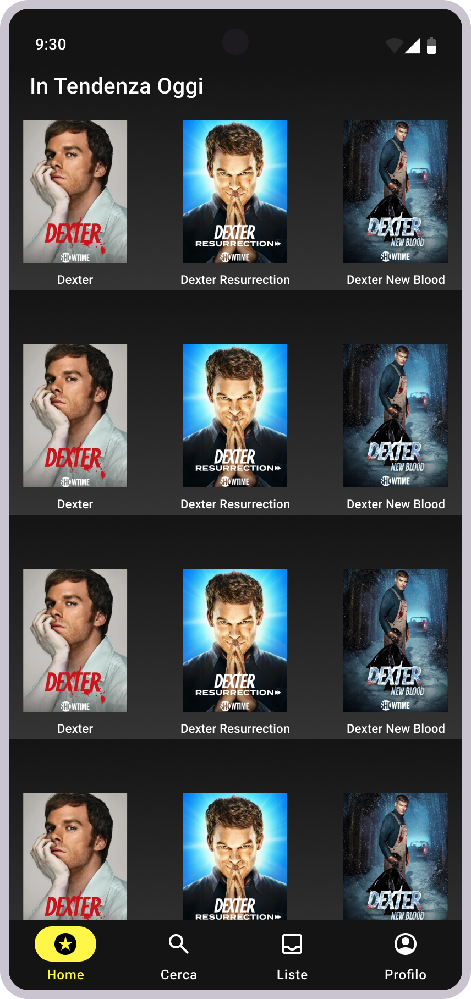 9:30
In Tendenza Oggi
DEXTER
SHOWTIME
DEXTER
RESURRECTION
SHOWTIME
DEXTER
NEW BLOOD
SHOWTIME
Dexter
Dexter Resurrection
Dexter New Blood
DEXTER
SHOWTIME
DEXTER
RESURRECTION
SHOWTIME
DEXTER
NEW BLOOD
SHOWTIME
Dexter
Dexter Resurrection
Dexter New Blood
DEXTER
SHOWTIME
DEXTER
RESURRECTION
SHOWTIME
DEXTER
NEW BLOOD
SHOWTIME
Dexter
Dexter Resurrection
Dexter New Blood
DEXTER
DEXTER
RESURRECTION
DEXTER
NEW BLOOD
Home
Cerca
Liste
Profilo